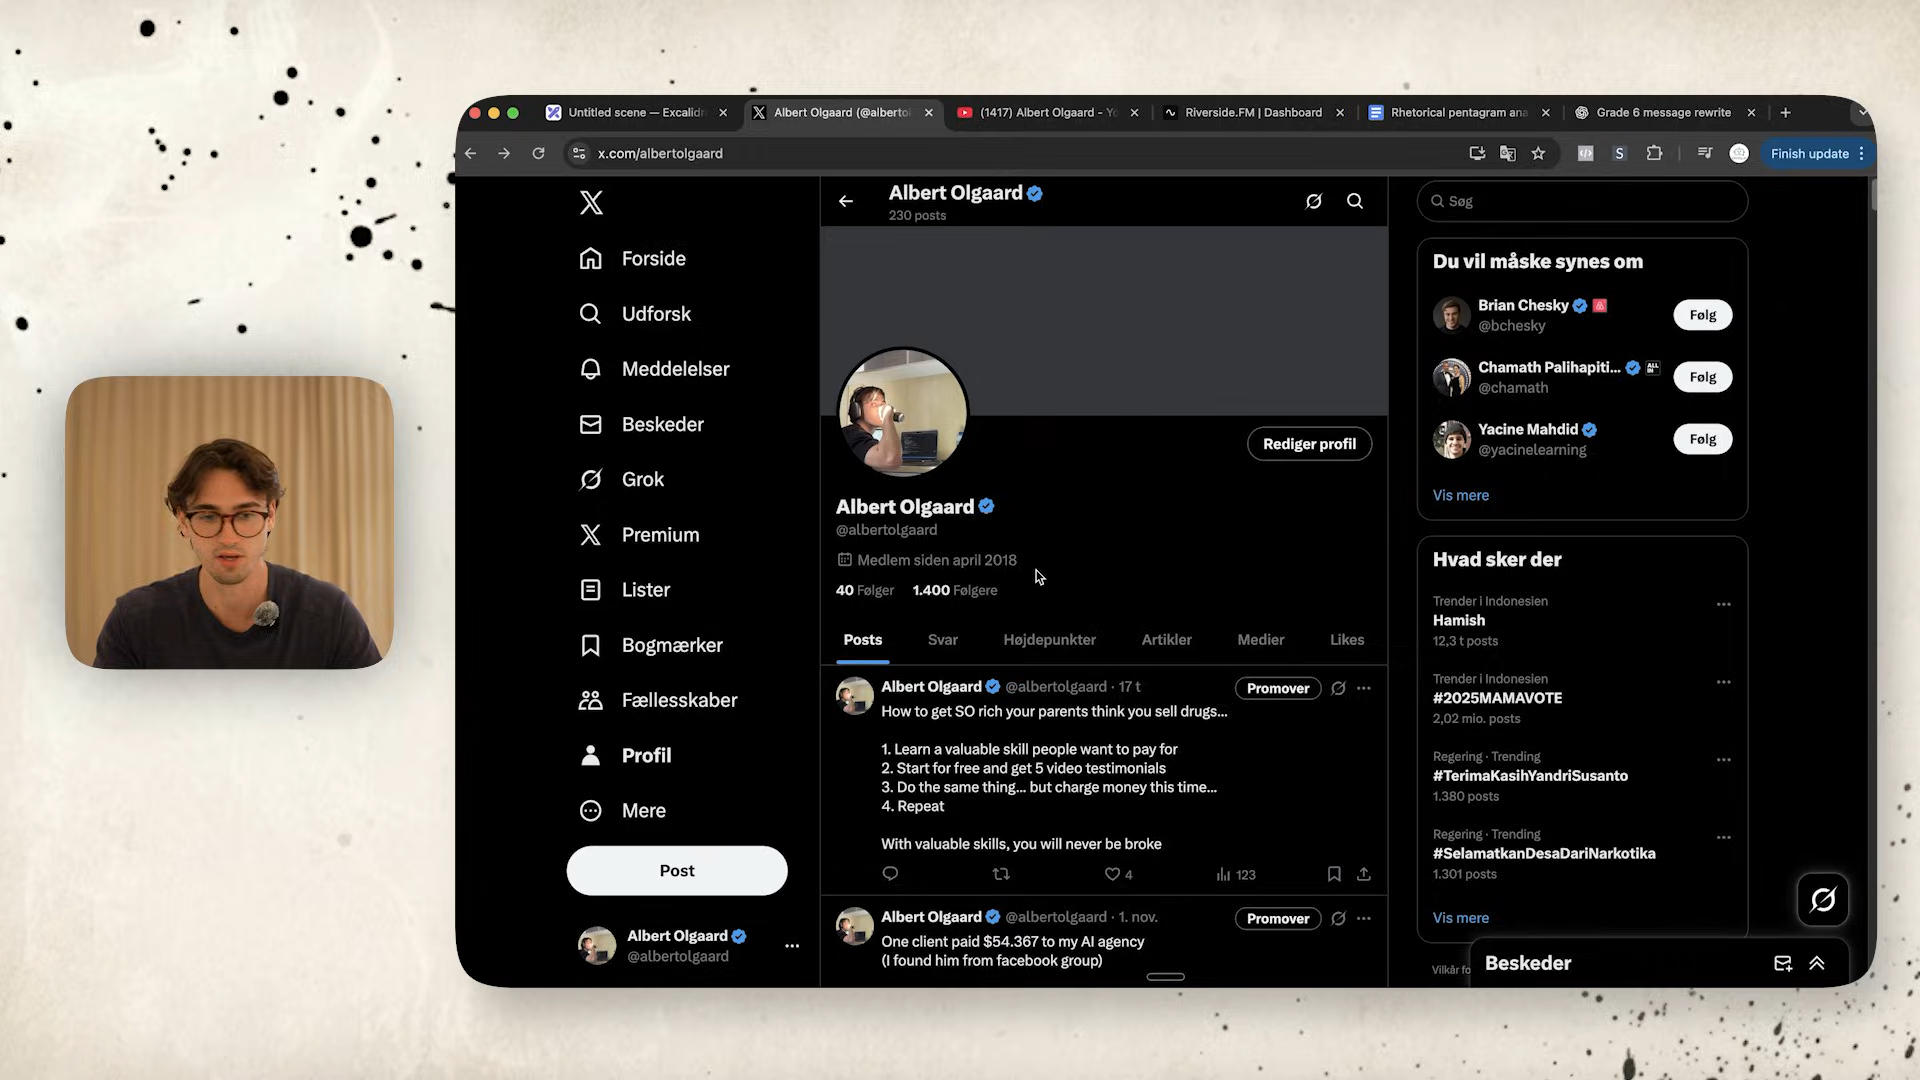 Untitled scene — Excalidr
Albert Olgaard (@albertol
(1417) Albert Olgaard - Yo
Riverside.FM | Dashboard
Rhetorical pentagram ana
Grade 6 message rewrite
x.com/albertolgaard
S
Finish update
Forside
Udforsk
Meddelelser
Beskeder
Grok
Premium
Lister
Bogmærker
Fællesskaber
Profil
Mere
Post
Albert Olgaard
@albertolgaard
Albert Olgaard
230 posts
Rediger profil
Albert Olgaard
@albertolgaard
Medlem siden april 2018
40 Følger 1.400 Følgere
Posts Svar Højdepunkter Artikler Medier Likes
Albert Olgaard @albertolgaard · 17 t
Promover
How to get SO rich your parents think you sell drugs...
1. Learn a valuable skill people want to pay for
2. Start for free and get 5 video testimonials
3. Do the same thing... but charge money this time...
4. Repeat
With valuable skills, you will never be broke
4 123
Albert Olgaard @albertolgaard · 1. nov.
Promover
One client paid $54.367 to my AI agency
(I found him from facebook group)
Søg
Du vil måske synes om
Brian Chesky
@bchesky
Følg
Chamath Palihapiti...
ALL IN
@chamath
Følg
Yacine Mahdid
@yacinelearning
Følg
Vis mere
Hvad sker der
Trender i Indonesien
Hamish
12,3 t posts
Trender i Indonesien
#2025MAMAVOTE
2,02 mio. posts
Regering · Trending
#TerimaKasihYandriSusanto
1.380 posts
Regering · Trending
#SelamatkanDesaDariNarkotika
1.301 posts
Vis mere
Vilkår fo
Beskeder